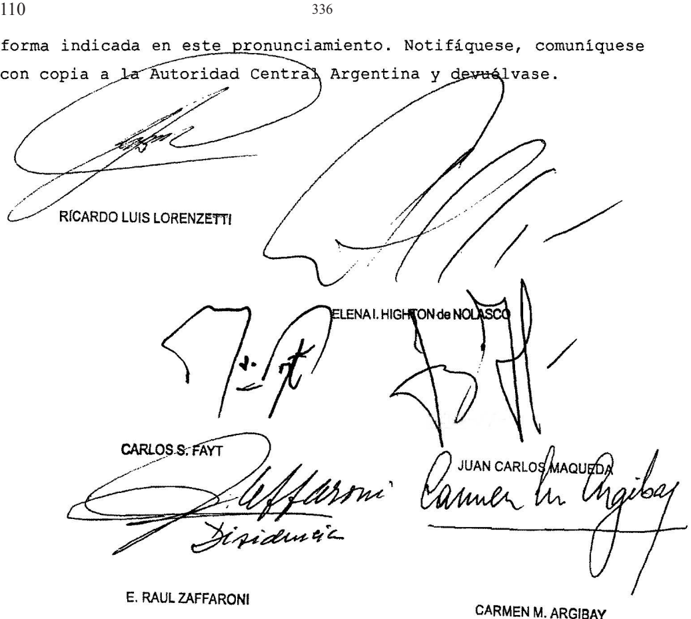 110
336
forma indicada en este pronunciamiento. Notifíquese, comuníquese
con copia a la Autoridad Central Argentina y devuélvase.
RICARDO LUIS LORENZETTI
ELENA I. HIGHTON de NOLASCO
CARLOS S. FAYT
JUAN CARLOS MAQUEDA
Zaffaroni
Disidencia
Carmen M Argibay
E. RAUL ZAFFARONI
CARMEN M. ARGIBAY